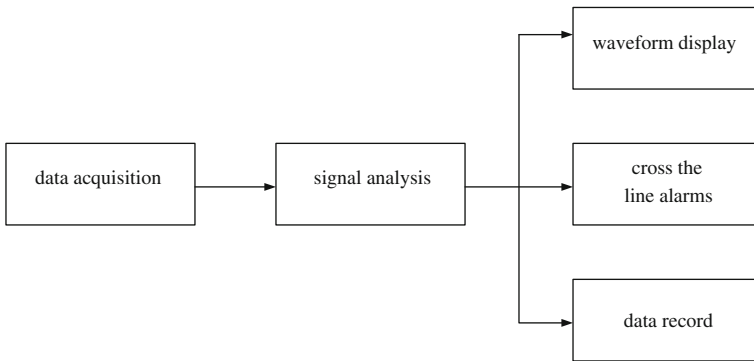 waveform display
data acquisition
signal analysis
cross the
line alarms
data record